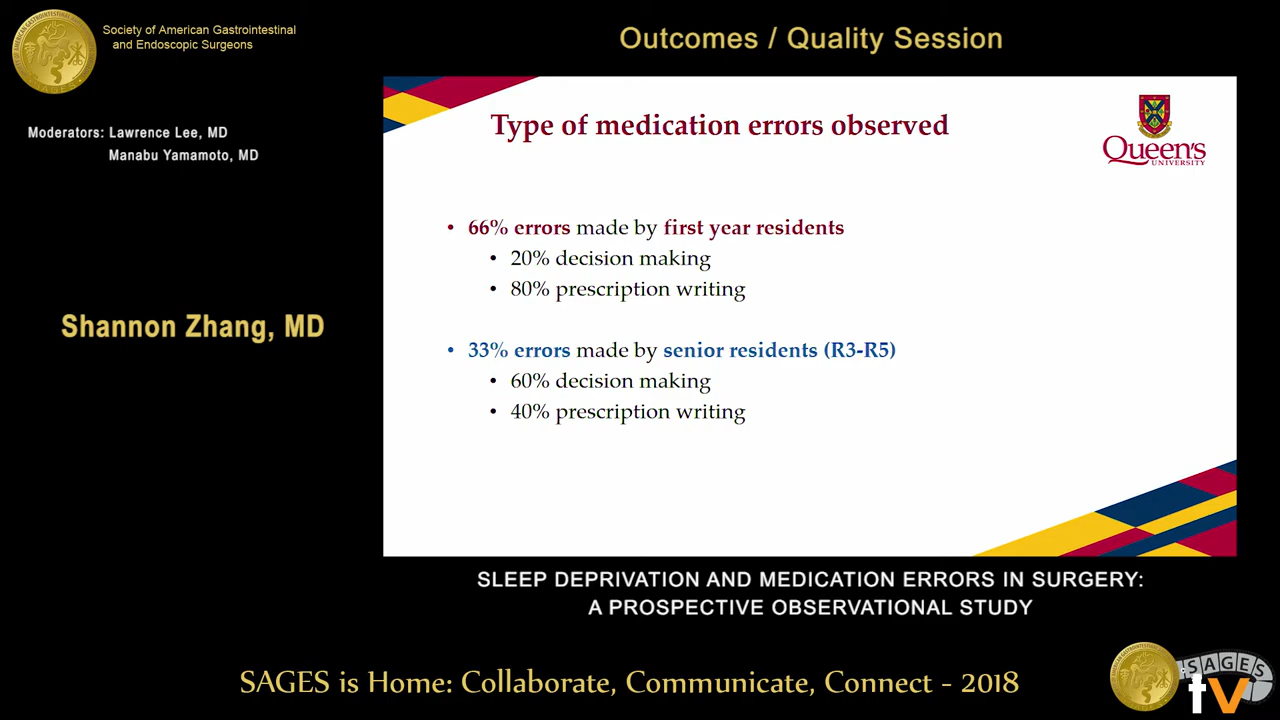 Society of American Gastrointestinal
and Endoscopic Surgeons
Outcomes / Quality Session
Moderators: Lawrence Lee, MD
Manabu Yamamoto, MD
Shannon Zhang, MD
Type of medication errors observed
Queen's
UNIVERSITY
• 66% errors made by first year residents
• 20% decision making
• 80% prescription writing
• 33% errors made by senior residents (R3-R5)
• 60% decision making
• 40% prescription writing
SLEEP DEPRIVATION AND MEDICATION ERRORS IN SURGERY:
A PROSPECTIVE OBSERVATIONAL STUDY
SAGES is Home: Collaborate, Communicate, Connect - 2018
SAGES
tv